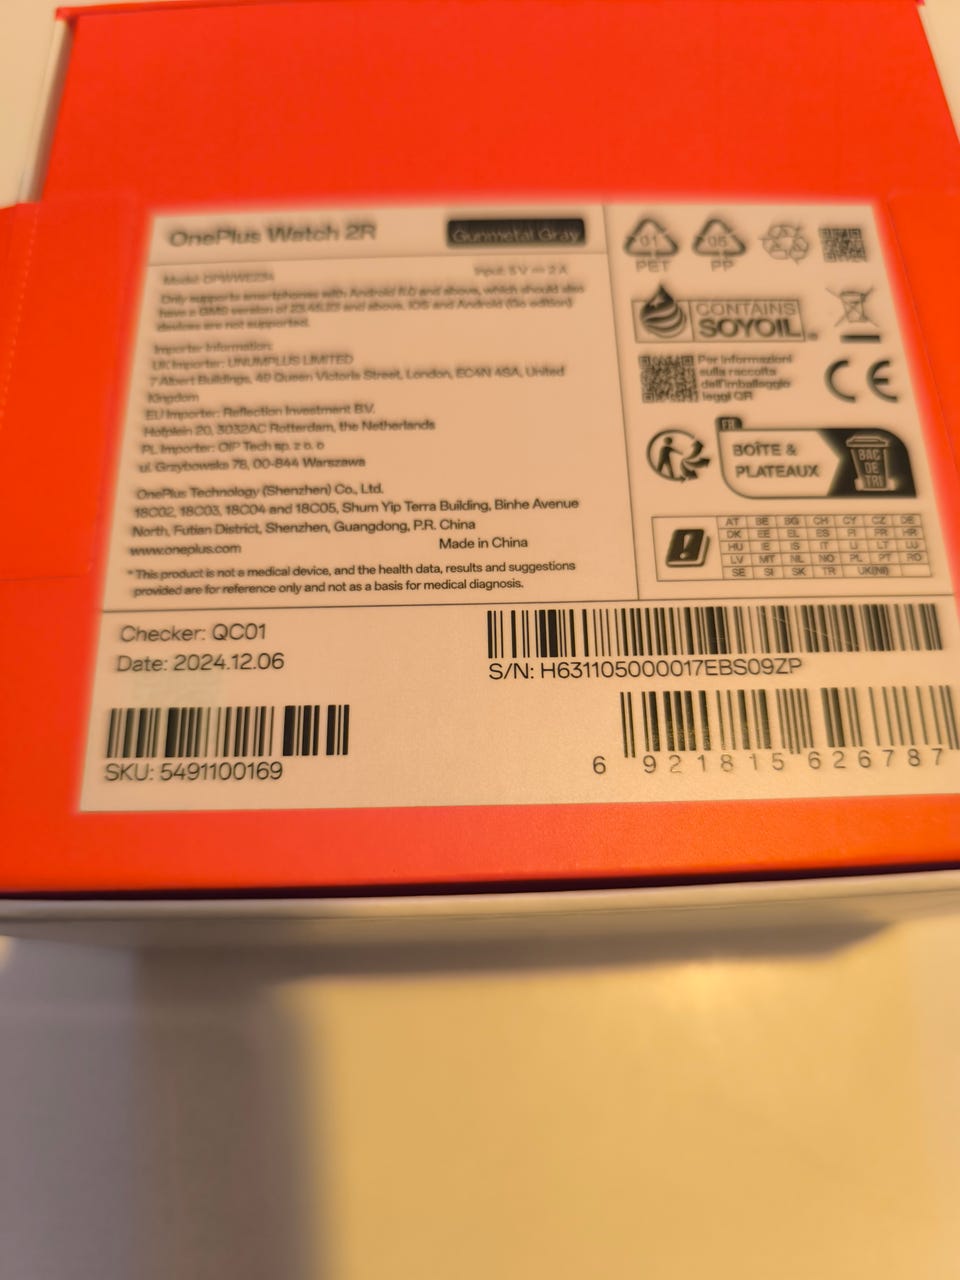 OnePlus Watch 2R
Gunmetal Gray
Input: 5 V 2 A
Only supports smartphones with Android 8.0 and above, which should also
have a GMS version of and above. iOS and Android (Go edition)
devices are not supported.
Importer Information:
UK Importer: UNUMPLUS LIMITED
7 Albert Buildings, 49 Queen Victoria Street, London, EC4N 4SA, United
Kingdom
EU Importer: Reflection Investment B.V.
Hofplein 20, 3032AC Rotterdam, the Netherlands
PL Importer: OIP Tech sp. z o. o
ul. Grzybowska 78, 00-844 Warszawa
OnePlus Technology (Shenzhen) Co., Ltd.
18C02, 18C03, 18C04 and 18C05, Shum Yip Terra Building, Binhe Avenue
North, Futian District, Shenzhen, Guangdong, P.R. China
www.oneplus.com
Made in China
*This product is not a medical device, and the health data, results and suggestions
provided are for reference only and not as a basis for medical diagnosis.
01
PET
05
PP
CONTAINS
SOYOIL
Per informazioni
sulla raccolta
dell'imballaggio
leggi QR
CE
FR
BOÎTE &
PLATEAUX
BAC
DE
TRI
AT BE BG CH CY CZ DE
DK EE EL ES FI FR HR
HU IE IS IT LI LT LU
LV MT NL NO PL PT RO
SE SI SK TR UK(NI)
Checker: QC01
Date: 2024.12.06
S/N: H631105000017EBS09ZP
SKU: 5491100169
6 921815 626787